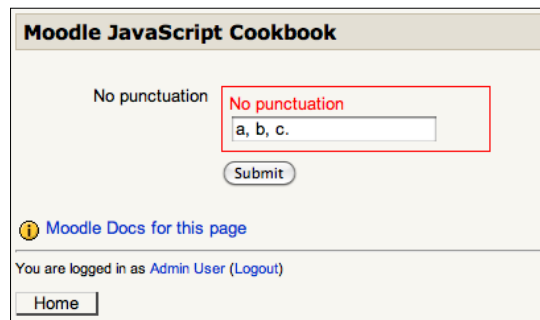 Moodle JavaScript Cookbook
No punctuation No punctuation
a, b, c.
Submit
Moodle Docs for this page
You are logged in as Admin User (Logout)
Home